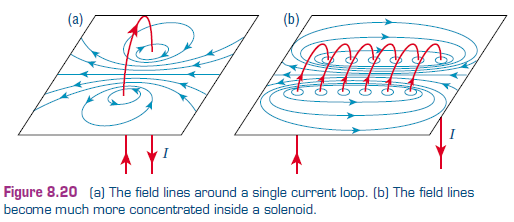 (a)
(b)
I
I
Figure 8.20 (a) The field lines around a single current loop. (b) The field lines
become much more concentrated inside a solenoid.